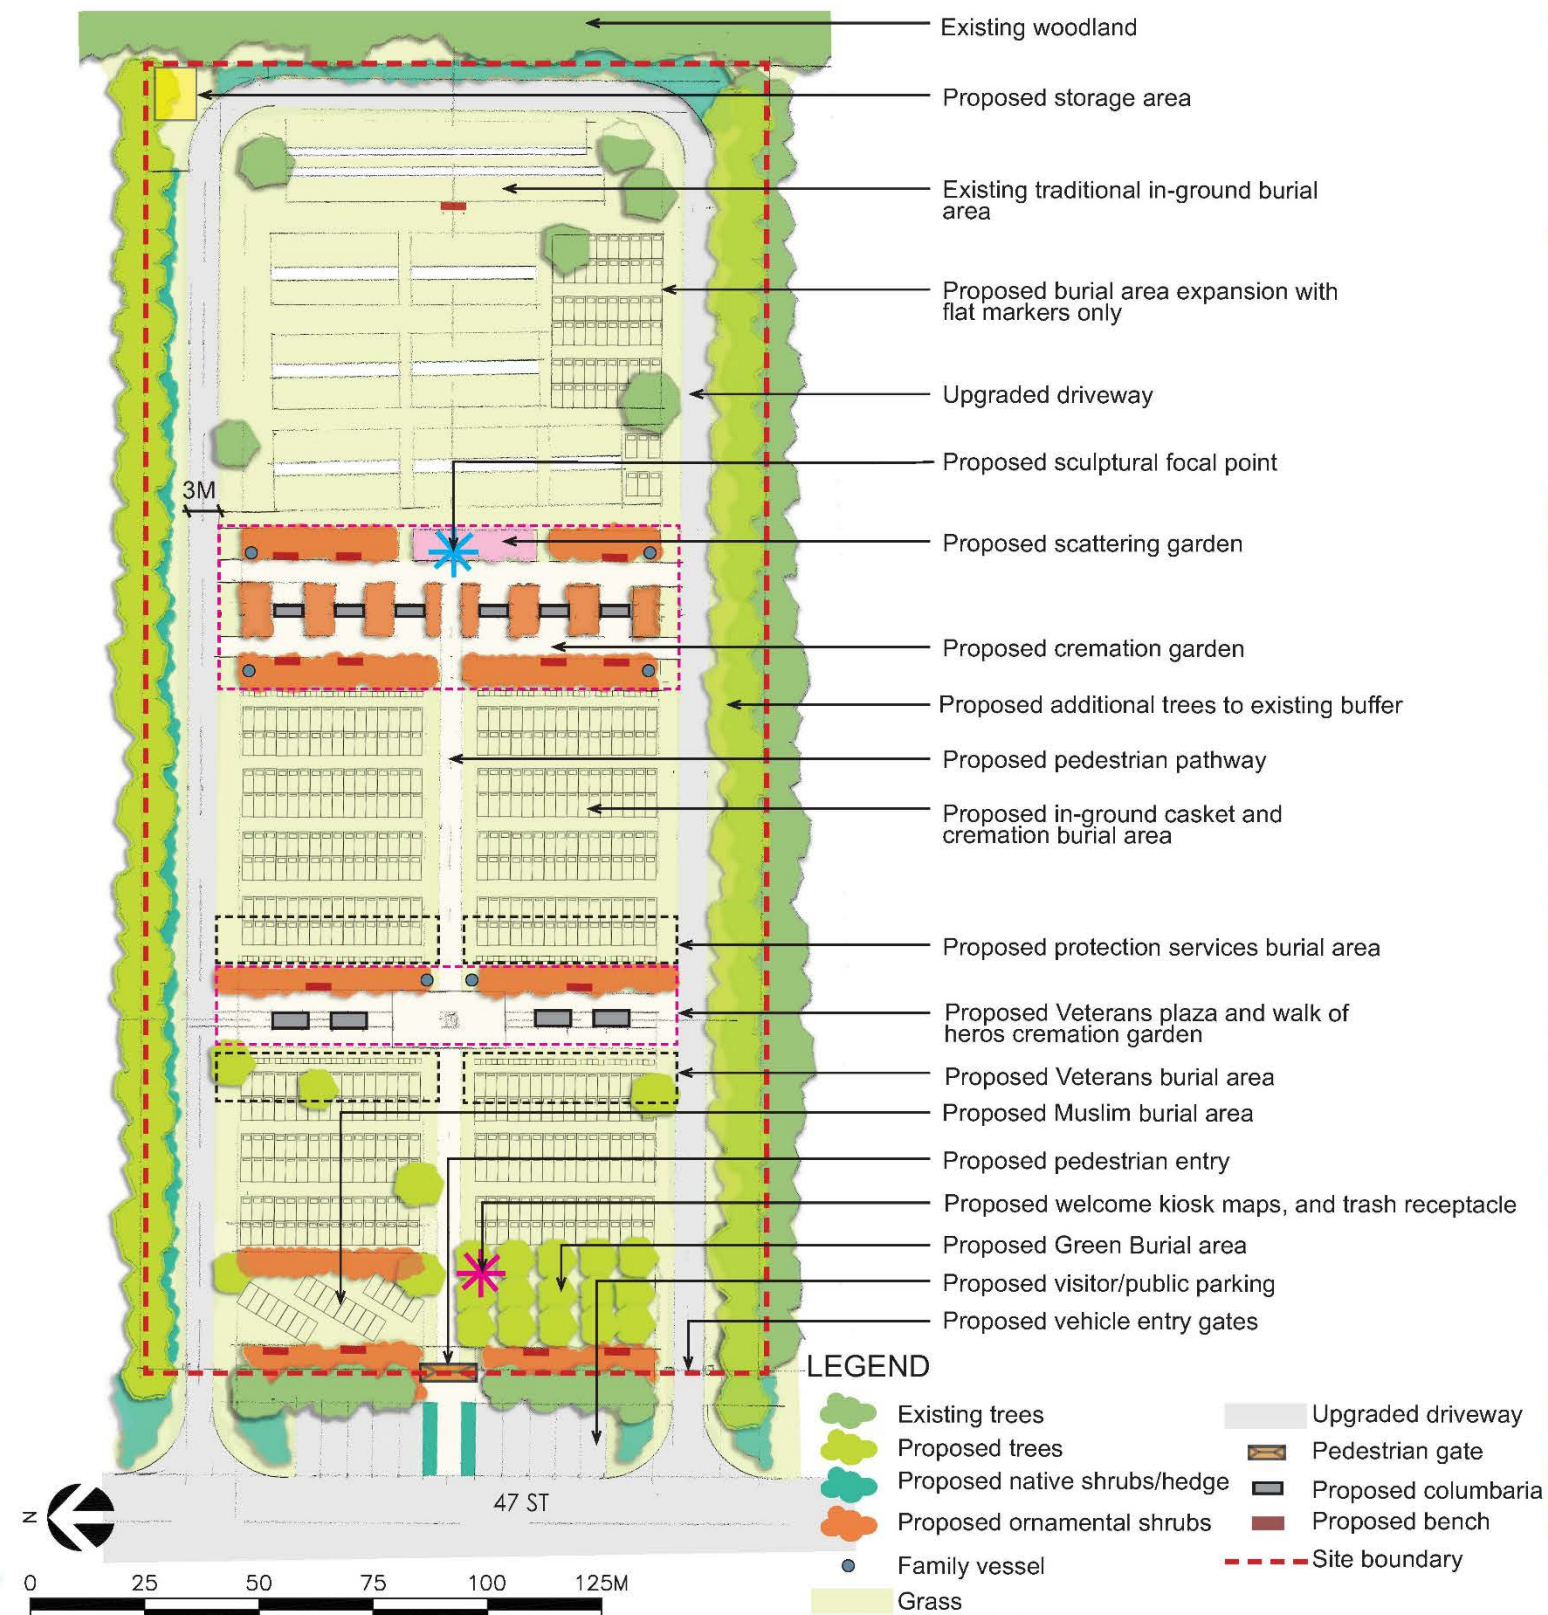 Existing woodland
Proposed storage area
Existing traditional in-ground burial
area
Proposed burial area expansion with
flat markers only
Upgraded driveway
Proposed sculptural focal point
3M
Proposed scattering garden
Proposed cremation garden
Proposed additional trees to existing buffer
Proposed pedestrian pathway
Proposed in-ground casket and
cremation burial area
Proposed protection services burial area
Proposed Veterans plaza and walk of
heros cremation garden
Proposed Veterans burial area
Proposed Muslim burial area
Proposed pedestrian entry
Proposed welcome kiosk maps, and trash receptacle
Proposed Green Burial area
Proposed visitor/public parking
Proposed vehicle entry gates
LEGEND
Existing trees
Proposed trees
Proposed native shrubs/hedge
Proposed ornamental shrubs
Family vessel
Grass
Upgraded driveway
Pedestrian gate
Proposed columbaria
Proposed bench
Site boundary
47 ST
N
0 25 50 75 100 125M